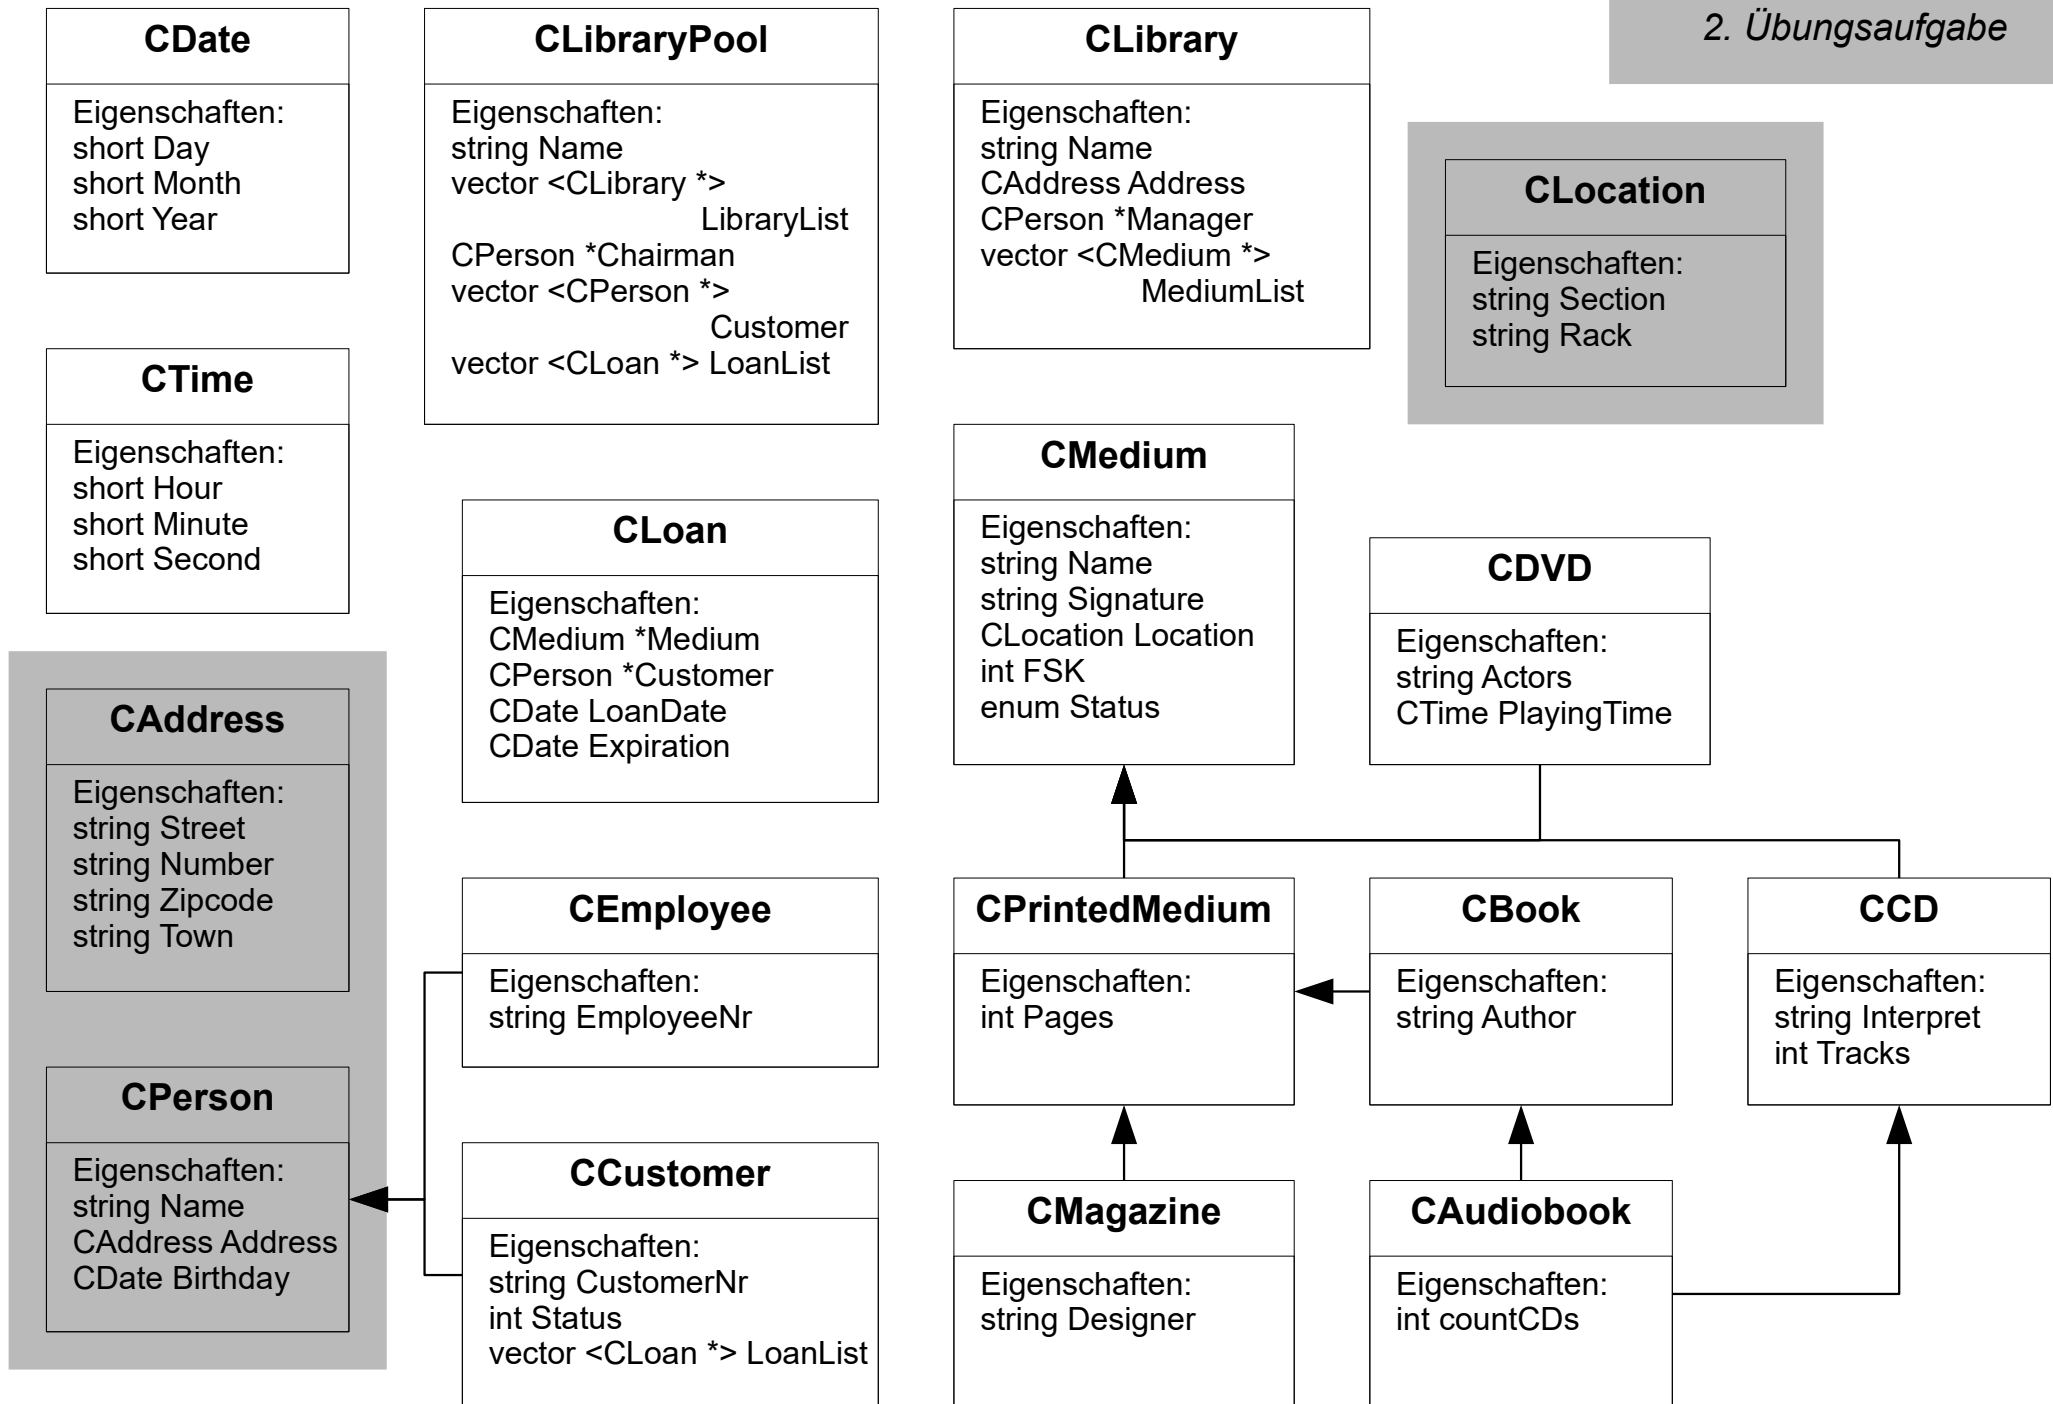 2. Übungsaufgabe
CDate
Eigenschaften:
short Day
short Month
short Year
CLibraryPool
Eigenschaften:
string Name
vector <CLibrary *>
LibraryList
CPerson *Chairman
vector <CPerson *>
Customer
vector <CLoan *> LoanList
CLibrary
Eigenschaften:
string Name
CAddress Address
CPerson *Manager
vector <CMedium *>
MediumList
CLocation
Eigenschaften:
string Section
string Rack
CTime
Eigenschaften:
short Hour
short Minute
short Second
CLoan
Eigenschaften:
CMedium *Medium
CPerson *Customer
CDate LoanDate
CDate Expiration
CMedium
Eigenschaften:
string Name
string Signature
CLocation Location
int FSK
enum Status
CDVD
Eigenschaften:
string Actors
CTime PlayingTime
CAddress
Eigenschaften:
string Street
string Number
string Zipcode
string Town
CEmployee
Eigenschaften:
string EmployeeNr
CPrintedMedium
Eigenschaften:
int Pages
CBook
Eigenschaften:
string Author
CCD
Eigenschaften:
string Interpret
int Tracks
CPerson
Eigenschaften:
string Name
CAddress Address
CDate Birthday
CCustomer
Eigenschaften:
string CustomerNr
int Status
vector <CLoan *> LoanList
CMagazine
Eigenschaften:
string Designer
CAudiobook
Eigenschaften:
int countCDs